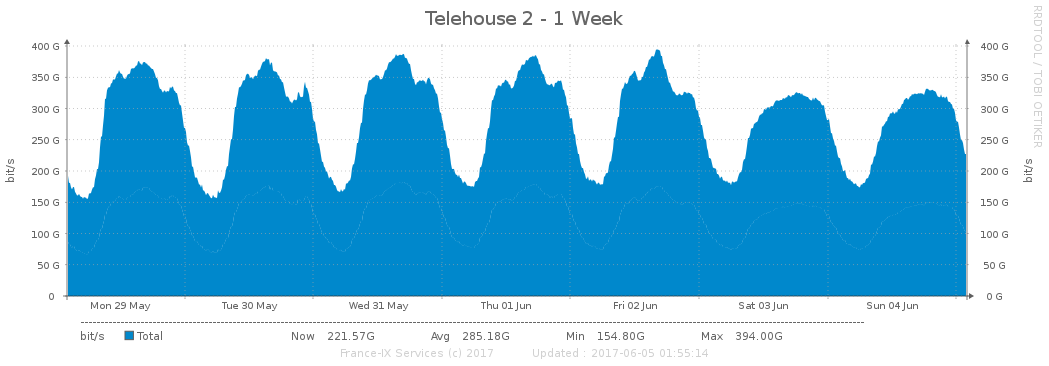 Telehouse 2 - 1 Week
RRDTOOL / TOBI OETIKER
400 G 400 G
350 G 350 G
300 G 300 G
250 G 250 G
200 G 200 G
150 G 150 G
100 G 100 G
50 G 50 G
0 0 G
bit/s
bit/s
Mon 29 May Tue 30 May Wed 31 May Thu 01 Jun Fri 02 Jun Sat 03 Jun Sun 04 Jun
bit/s Total Now 221.57G Avg 285.18G Min 154.80G Max 394.00G
France-IX Services (c) 2017 Updated : 2017-06-05 01:55:14